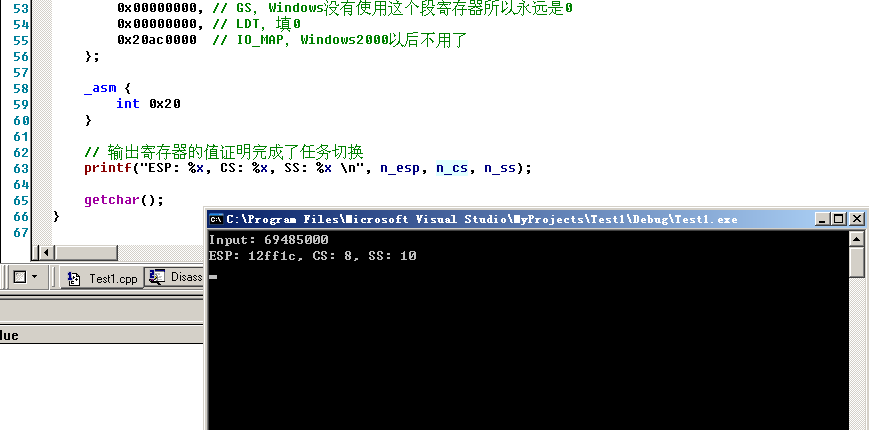 53 0x00000000, // GS, Windows没有使用这个段寄存器所以永远是0
54 0x00000000, // LDT, 填0
55 0x20ac0000 // IO_MAP, Windows2000以后不用了
56 };
57
58 _asm {
59 int 0x20
60 }
61
62 // 输出寄存器的值证明完成了任务切换
63 printf("ESP: %x, CS: %x, SS: %x \n", n_esp, n_cs, n_ss);
64
65 getchar();
66 }
67
C:\Program Files\Microsoft Visual Studio\MyProjects\Test1\Debug\Test1.exe
Input: 69485000
ESP: 12ff1c, CS: 8, SS: 10
Test1.cpp
Disass
lue